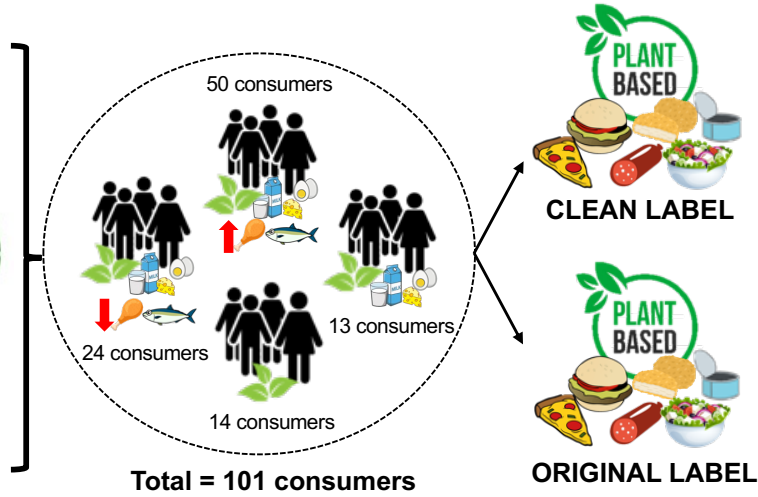 50 consumers
24 consumers
13 consumers
14 consumers
Total = 101 consumers
PLANT
BASED
CLEAN LABEL
PLANT
BASED
ORIGINAL LABEL